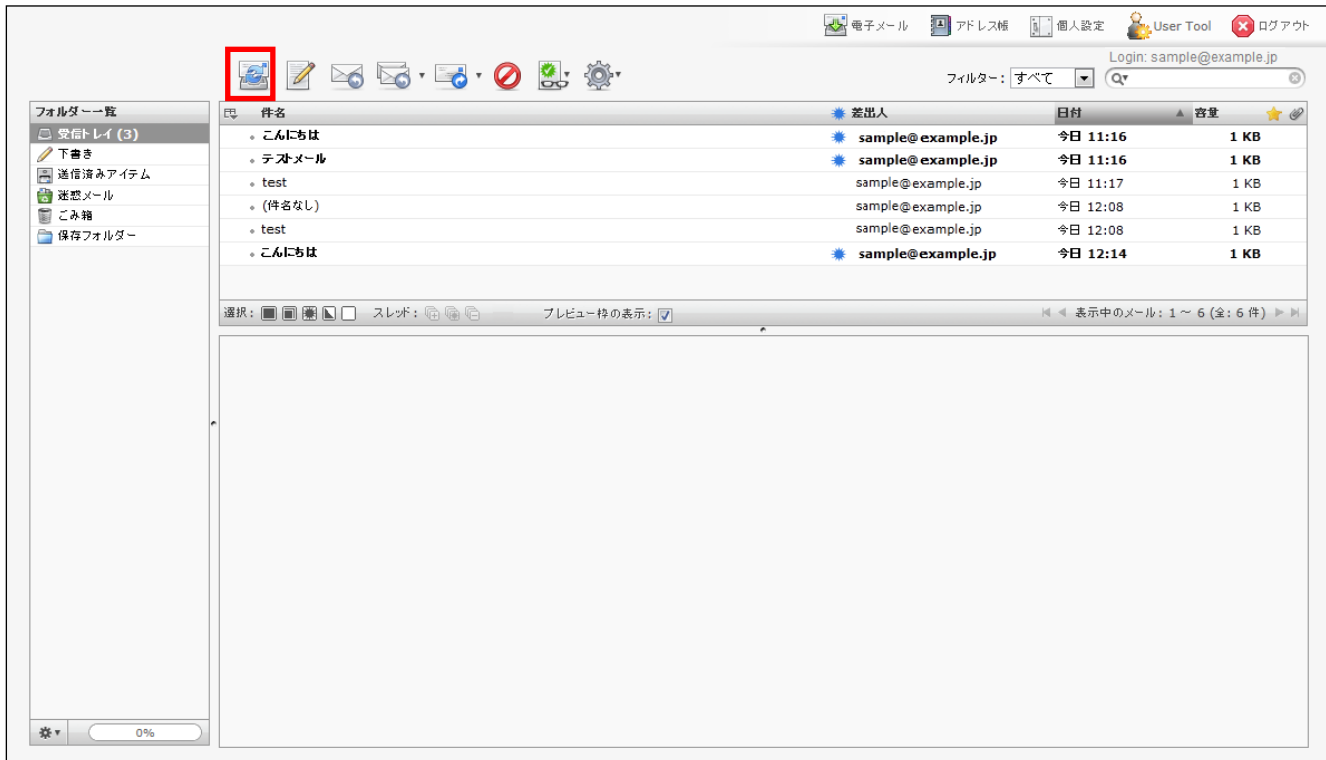 電子メール アドレス帳 個人設定 User Tool ログアウト
Login: sample@example.jp
フィルター: すべて
フォルダー一覧
受信トレイ (3)
下書き
送信済みアイテム
迷惑メール
ごみ箱
保存フォルダー
件名 差出人 日付 容量
こんにちは sample@example.jp 今日 11:16 1 KB
テストメール sample@example.jp 今日 11:16 1 KB
test sample@example.jp 今日 11:17 1 KB
(件名なし) sample@example.jp 今日 12:08 1 KB
test sample@example.jp 今日 12:08 1 KB
こんにちは sample@example.jp 今日 12:14 1 KB
選択: スレッド: プレビュー枠の表示: 表示中のメール: 1 ～ 6 (全: 6 件)
0%